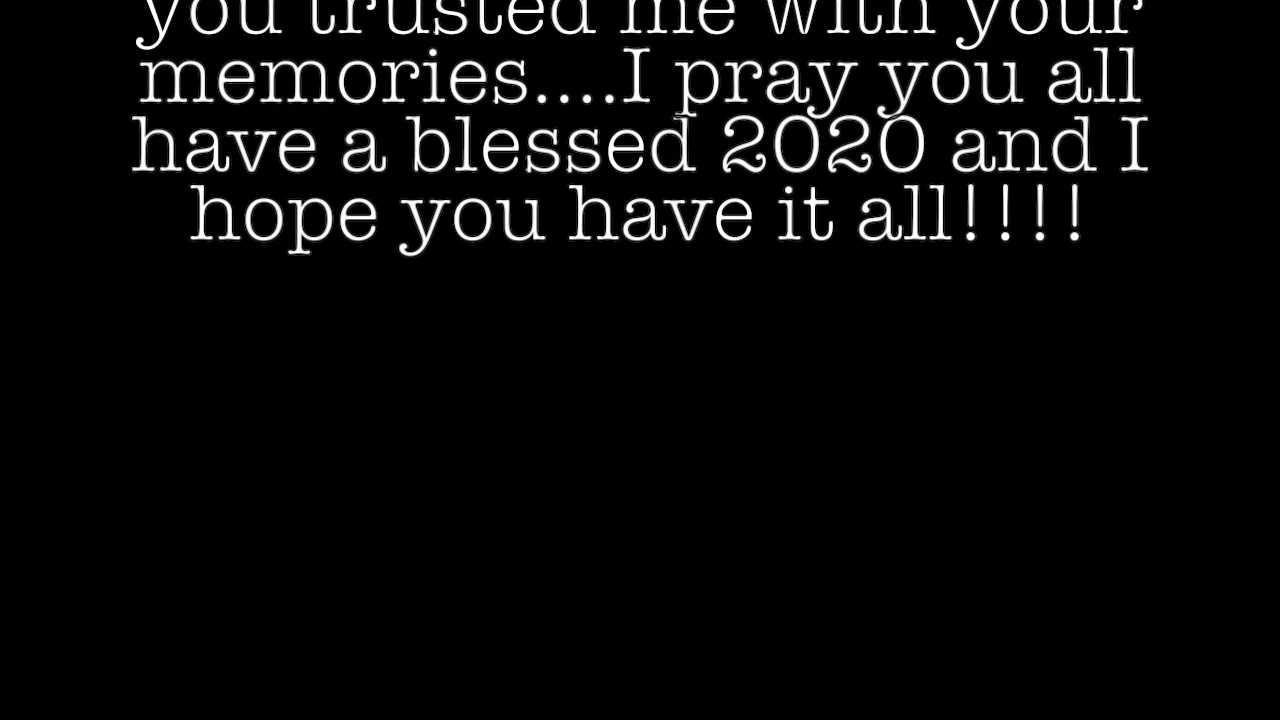 you trusted me with your
memories....I pray you all
have a blessed 2020 and I
hope you have it all!!!!